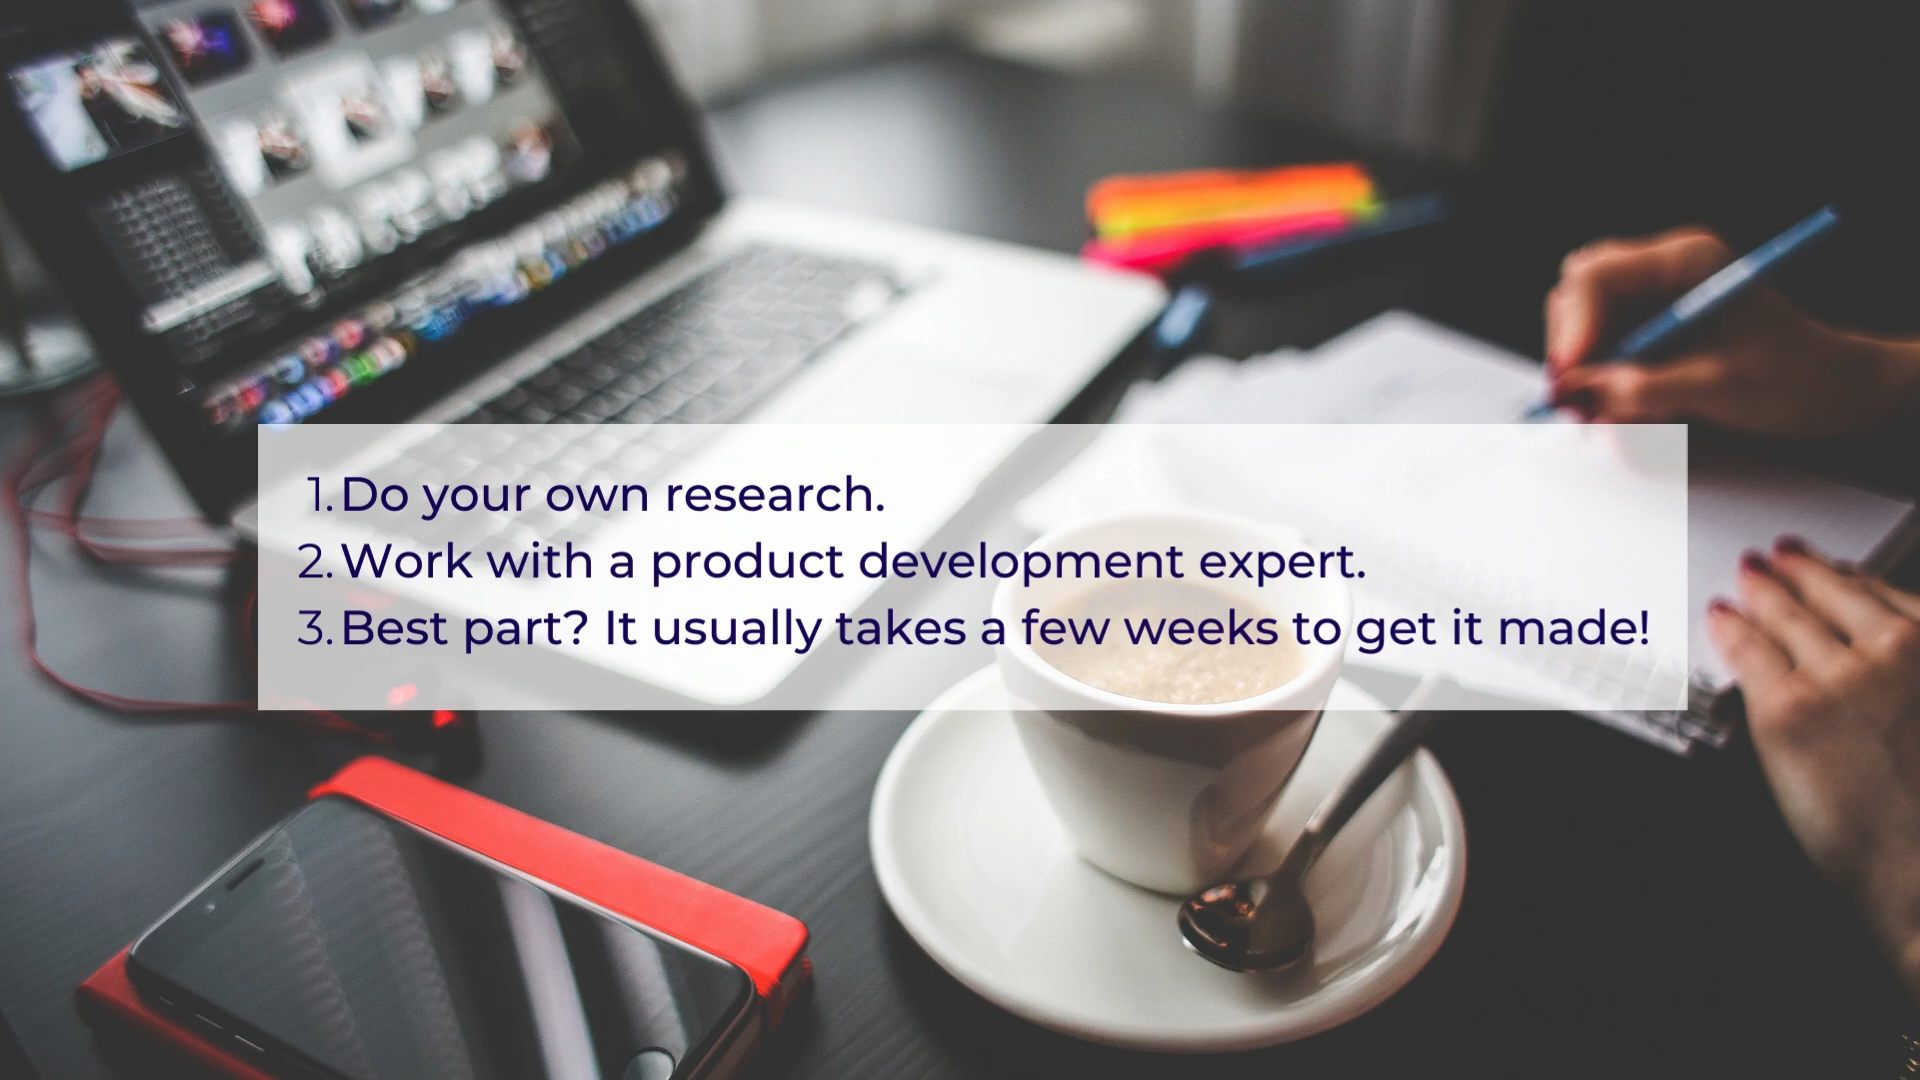 1. Do your own research.
2. Work with a product development expert.
3. Best part? It usually takes a few weeks to get it made!